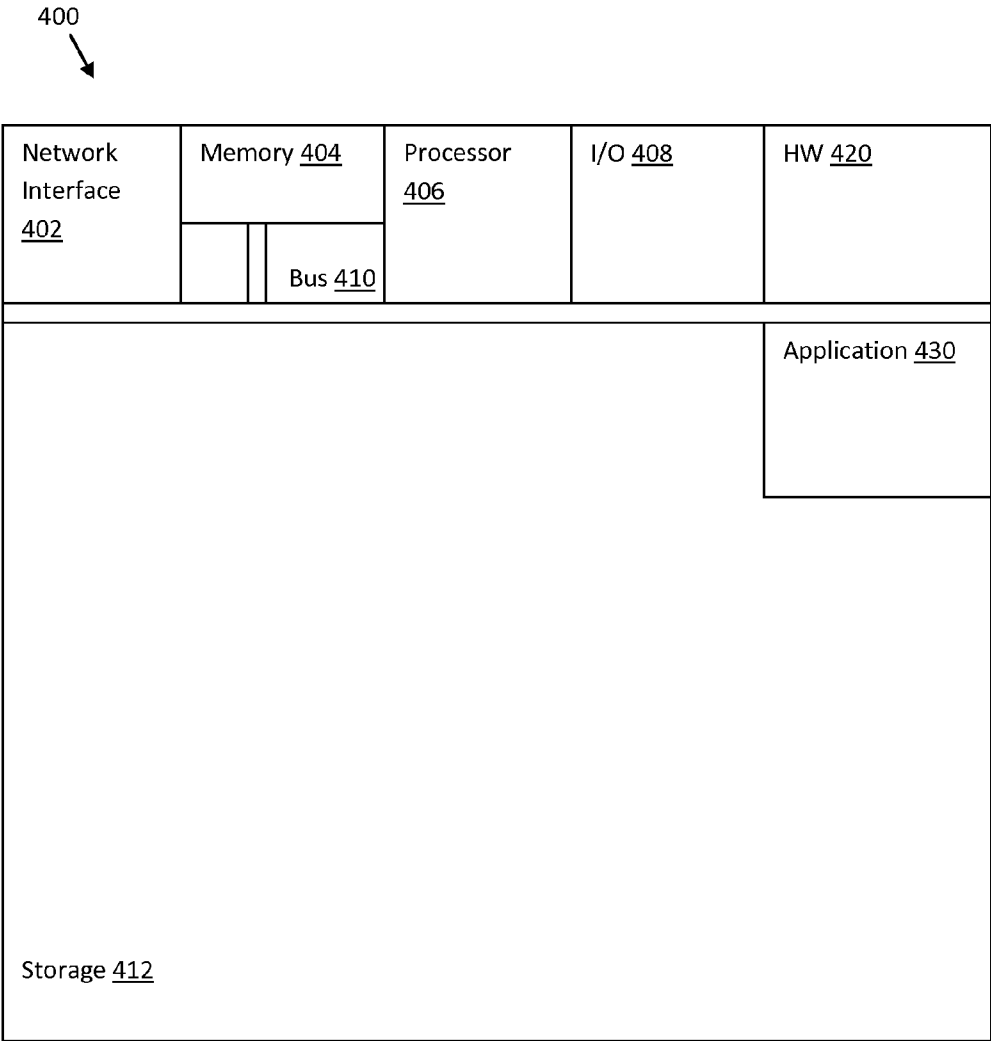 400
Network
Interface
402
Memory 404
Bus 410
Processor
406
I/O 408
HW 420
Application 430
Storage 412